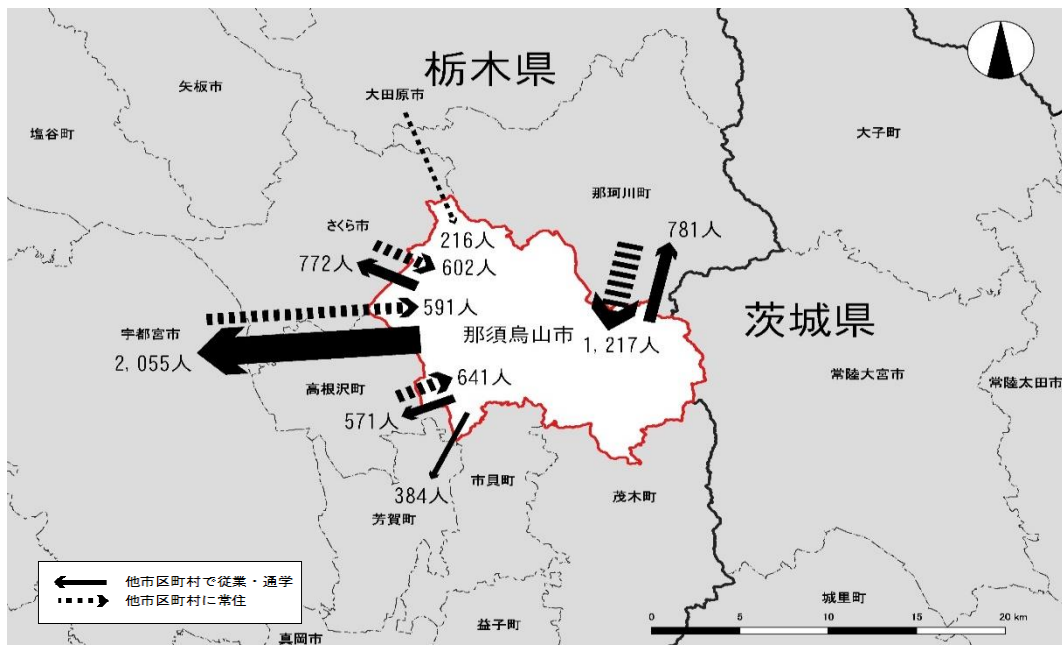 栃木県
矢板市
大田原市
塩谷町
大子町
那珂川町
さくら市
781人
216人
772人
602人
591人
茨城県
宇都宮市
那須烏山市
2,055人
1,217人
常陸大宮市
常陸太田市
641人
高根沢町
571人
384人
市貝町
茂木町
芳賀町
他市区町村で従業・通学
他市区町村に常住
城里町
0 5 10 15 20 km
益子町
真岡市